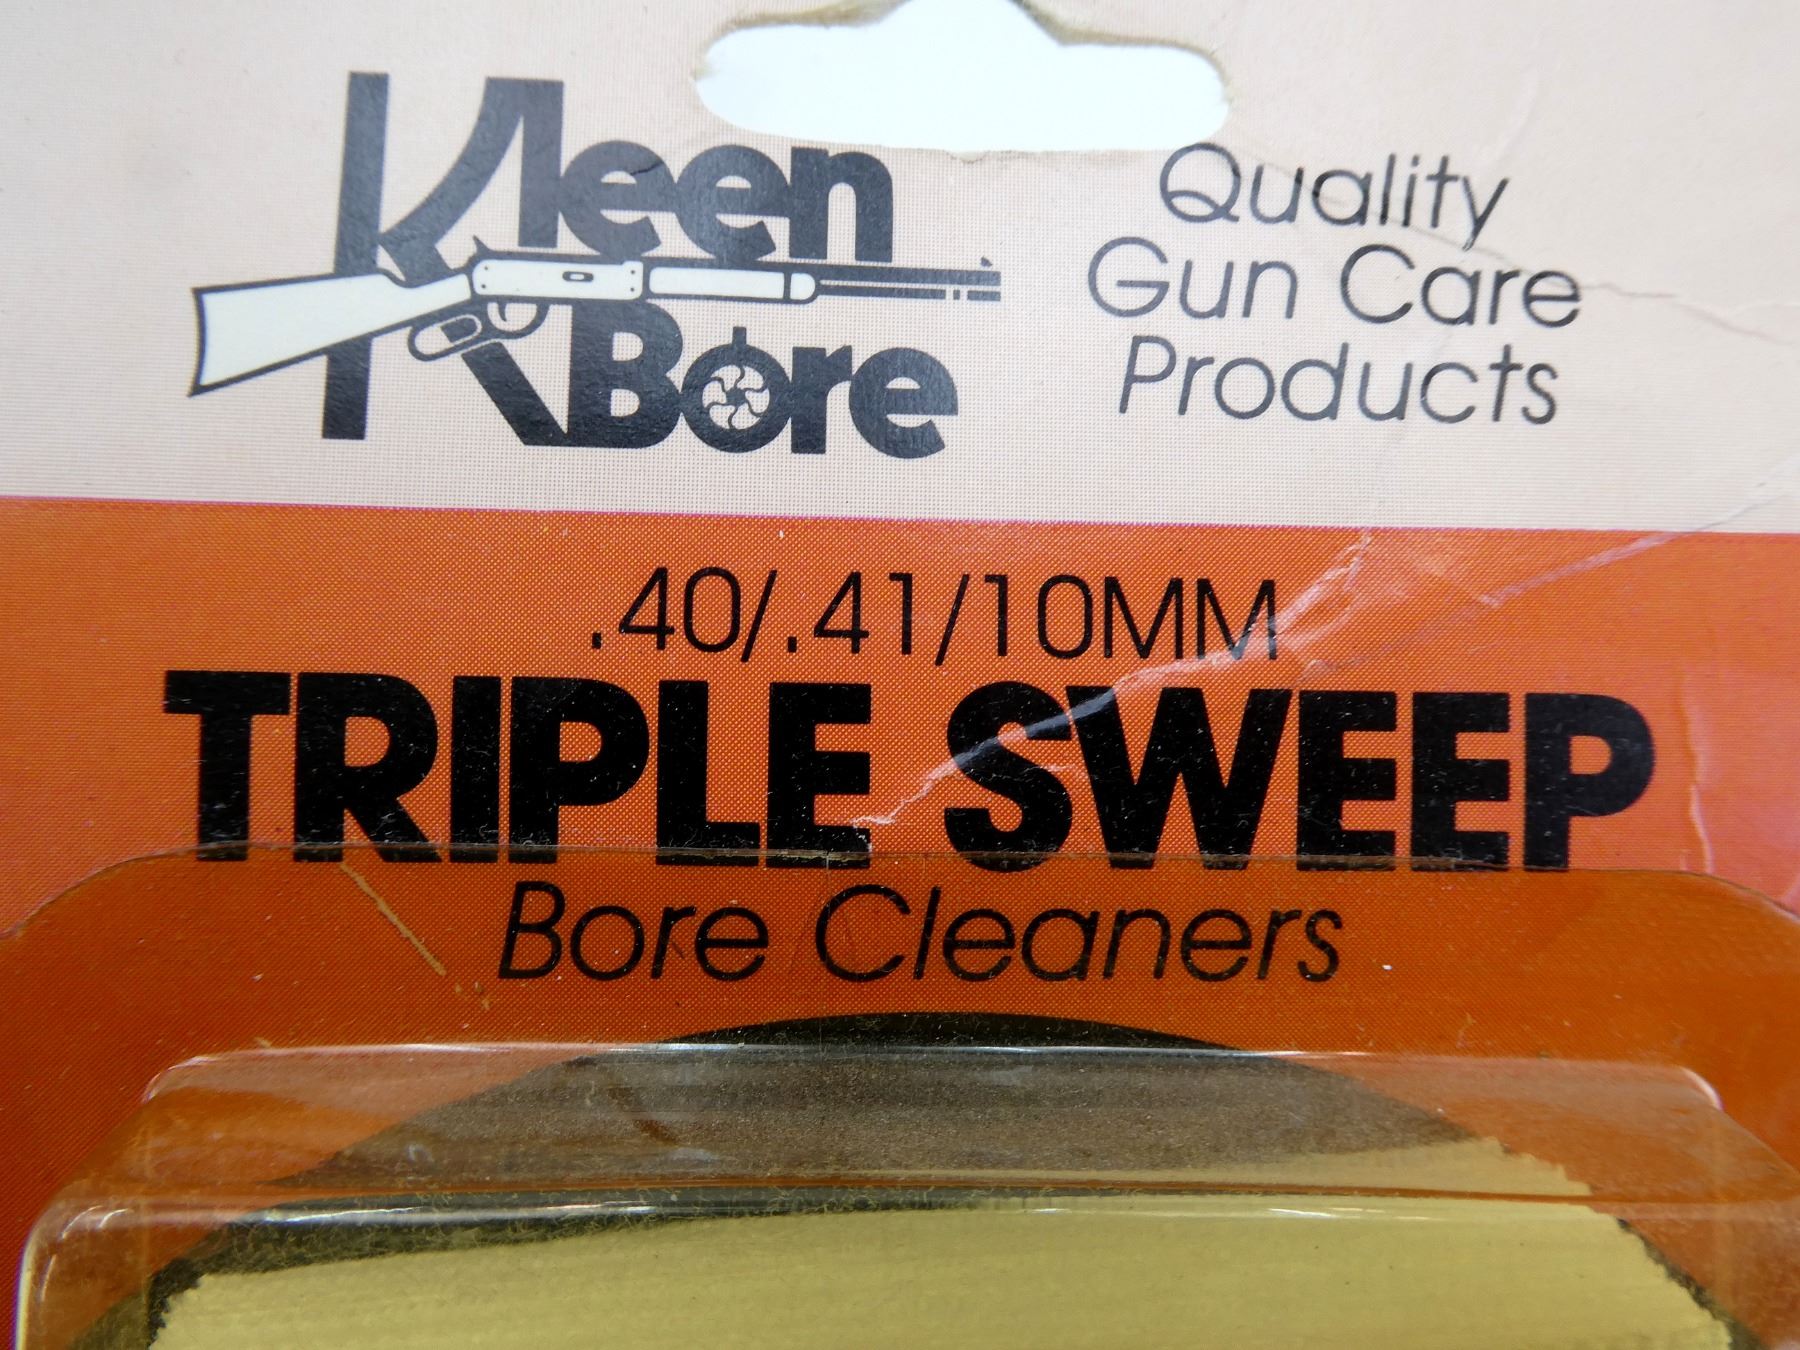 Kleen
Bore
Quality
Gun Care
Products
.40/.41/10MM
TRIPLE SWEEP
Bore Cleaners